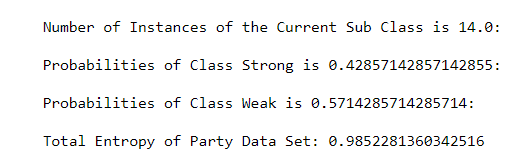 Number of Instances of the Current Sub Class is 14.0:
Probabilities of Class Strong is 0.42857142857142855:
Probabilities of Class Weak is 0.5714285714285714:
Total Entropy of Party Data Set: 0.9852281360342516